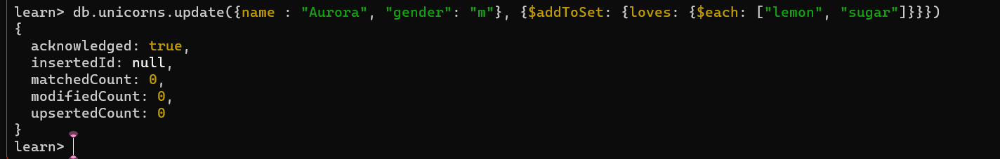 learn> db.unicorns.update({name : "Aurora", "gender": "m"}, {$addToSet: {loves: {$each: ["lemon", "sugar"]}}})
{
  acknowledged: true,
  insertedId: null,
  matchedCount: 0,
  modifiedCount: 0,
  upsertedCount: 0
}
learn>